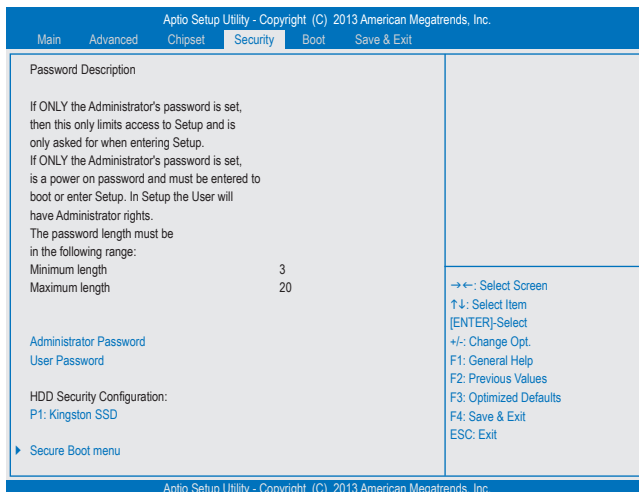 Aptio Setup Utility - Copyright (C) 2013 American Megatrends, Inc.
Main Advanced Chipset Security Boot Save & Exit
Password Description
If ONLY the Administrator's password is set,
then this only limits access to Setup and is
only asked for when entering Setup.
If ONLY the Administrator's password is set,
is a power on password and must be entered to
boot or enter Setup. In Setup the User will
have Administrator rights.
The password length must be
in the following range:
Minimum length 3
Maximum length 20
Administrator Password
User Password
HDD Security Configuration:
P1: Kingston SSD
Secure Boot menu
→←: Select Screen
↑↓: Select Item
[ENTER]-Select
+/-: Change Opt.
F1: General Help
F2: Previous Values
F3: Optimized Defaults
F4: Save & Exit
ESC: Exit
Aptio Setup Utility - Copyright (C) 2013 American Megatrends, Inc.